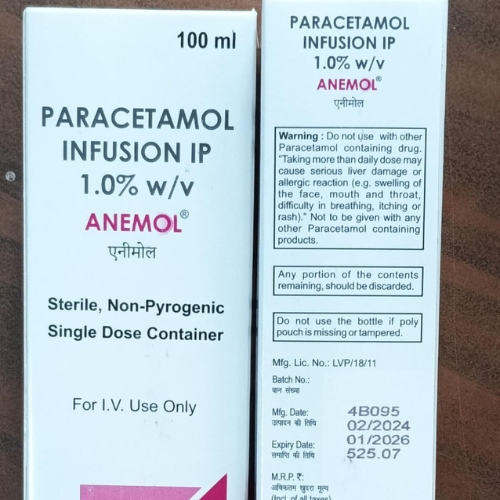 100 ml
PARACETAMOL
INFUSION IP
1.0% w/v
ANEMOL®
एनीमोल
Sterile, Non-Pyrogenic
Single Dose Container
For I.V. Use Only
PARACETAMOL
INFUSION IP
1.0% w/v
ANEMOL®
एनीमोल
Warning : Do not use with other
Paracetamol containing drug.
"Taking more than daily dose may
cause serious liver damage or
allergic reaction (e.g. swelling of
the face, mouth and throat,
difficulty in breathing, itching or
rash)." Not to be given with any
other Paracetamol containing
products.
Any portion of the contents
remaining, should be discarded.
Do not use the bottle if poly
pouch is missing or tampered.
Mfg. Lic. No.: LVP/18/11
Batch No.:
घान संख्या
4B095
Mfg. Date:
02/2024
उत्पादन की तिथि
Expiry Date:
01/2026
समाप्ति की तिथि
525.07
M.R.P. ₹:
अधिकतम खुदरा मूल्य
(Incl. of all taxes)